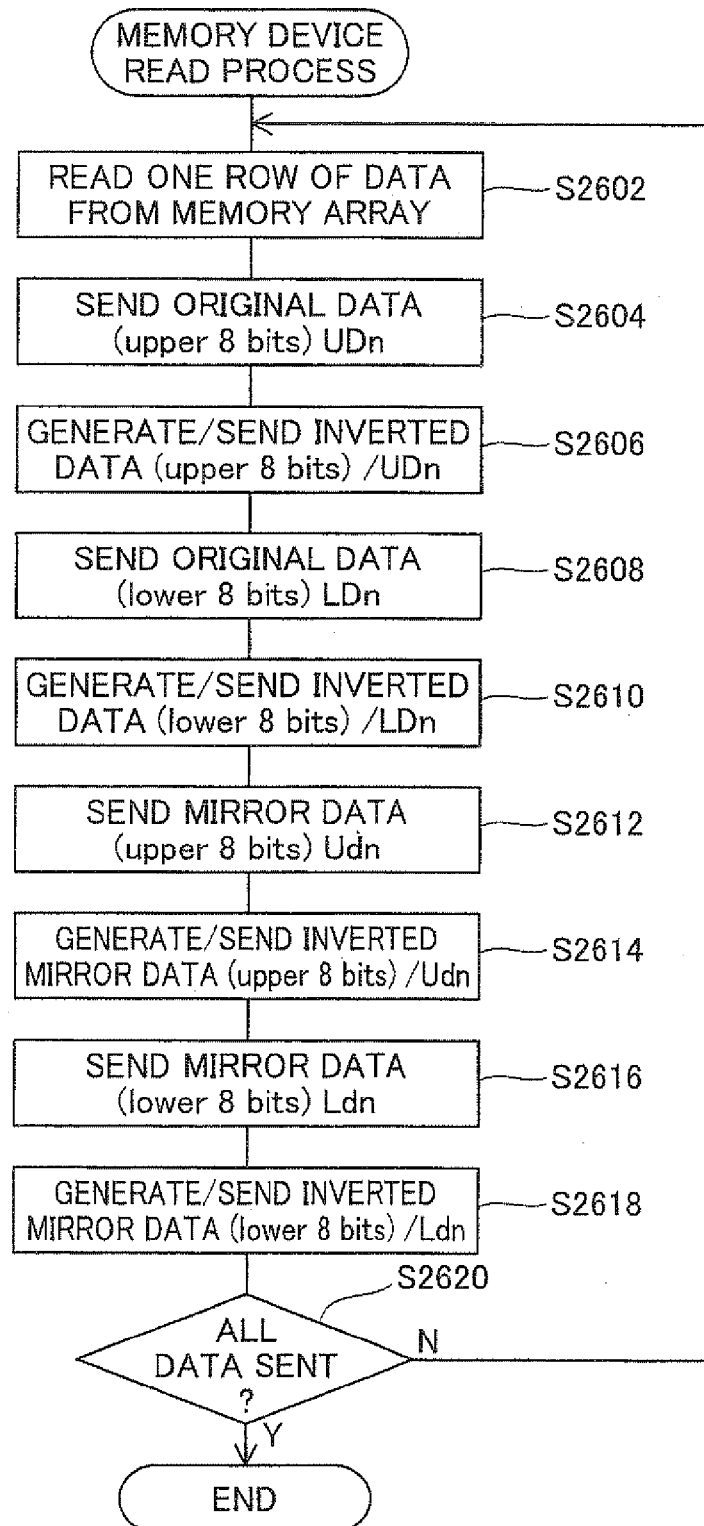 MEMORY DEVICE
READ PROCESS
READ ONE ROW OF DATA
FROM MEMORY ARRAY
S2602
SEND ORIGINAL DATA
(upper 8 bits) UDn
S2604
GENERATE/SEND INVERTED
DATA (upper 8 bits) /UDn
S2606
SEND ORIGINAL DATA
(lower 8 bits) LDn
S2608
GENERATE/SEND INVERTED
DATA (lower 8 bits) /LDn
S2610
SEND MIRROR DATA
(upper 8 bits) Udn
S2612
GENERATE/SEND INVERTED
MIRROR DATA (upper 8 bits) /Udn
S2614
SEND MIRROR DATA
(lower 8 bits) Ldn
S2616
GENERATE/SEND INVERTED
MIRROR DATA (lower 8 bits) /Ldn
S2618
S2620
ALL
DATA SENT
?
N
Y
END